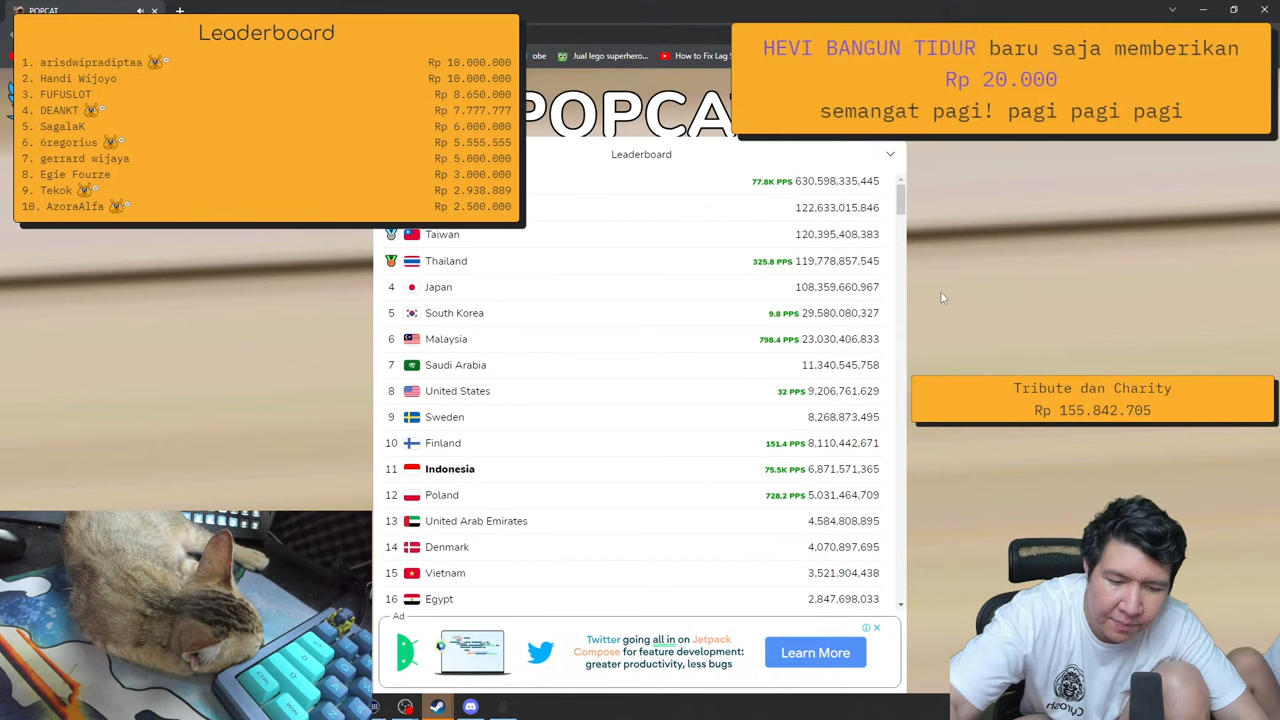 POPCAT
Leaderboard
1. arisdwipradiptaa Rp 10.000.000
2. Handi Wijoyo Rp 10.000.000
3. FUFUSLOT Rp 8.650.000
4. DEANKT Rp 7.777.777
5. SagalaK Rp 6.000.000
6. 6regorius Rp 5.555.555
7. gerrard wijaya Rp 5.000.000
8. Egie Fourze Rp 3.000.000
9. Tekok Rp 2.938.889
10. AzoraAlfa Rp 2.500.000
HEVI BANGUN TIDUR baru saja memberikan
Rp 20.000
semangat pagi! pagi pagi pagi
obe Jual lego superhero... How to Fix Lag S
POPCA
Leaderboard
77.8K PPS 630,598,335,445
122,633,015,846
Taiwan 120,395,408,383
Thailand 325.8 PPS 119,778,857,545
4 Japan 108,359,660,967
5 South Korea 9.8 PPS 29,580,080,327
6 Malaysia 798.4 PPS 23,030,406,833
7 Saudi Arabia 11,340,545,758
8 United States 32 PPS 9,206,761,629
9 Sweden 8,268,873,495
10 Finland 151.4 PPS 8,110,442,671
11 Indonesia 75.5K PPS 6,871,571,365
12 Poland 728.2 PPS 5,031,464,709
13 United Arab Emirates 4,584,808,895
14 Denmark 4,070,897,695
15 Vietnam 3,521,904,438
16 Egypt 2,847,698,033
Tribute dan Charity
Rp 155.842.705
Ad
Twitter going all in on Jetpack
Compose for feature development:
greater productivity, less bugs
Learn More